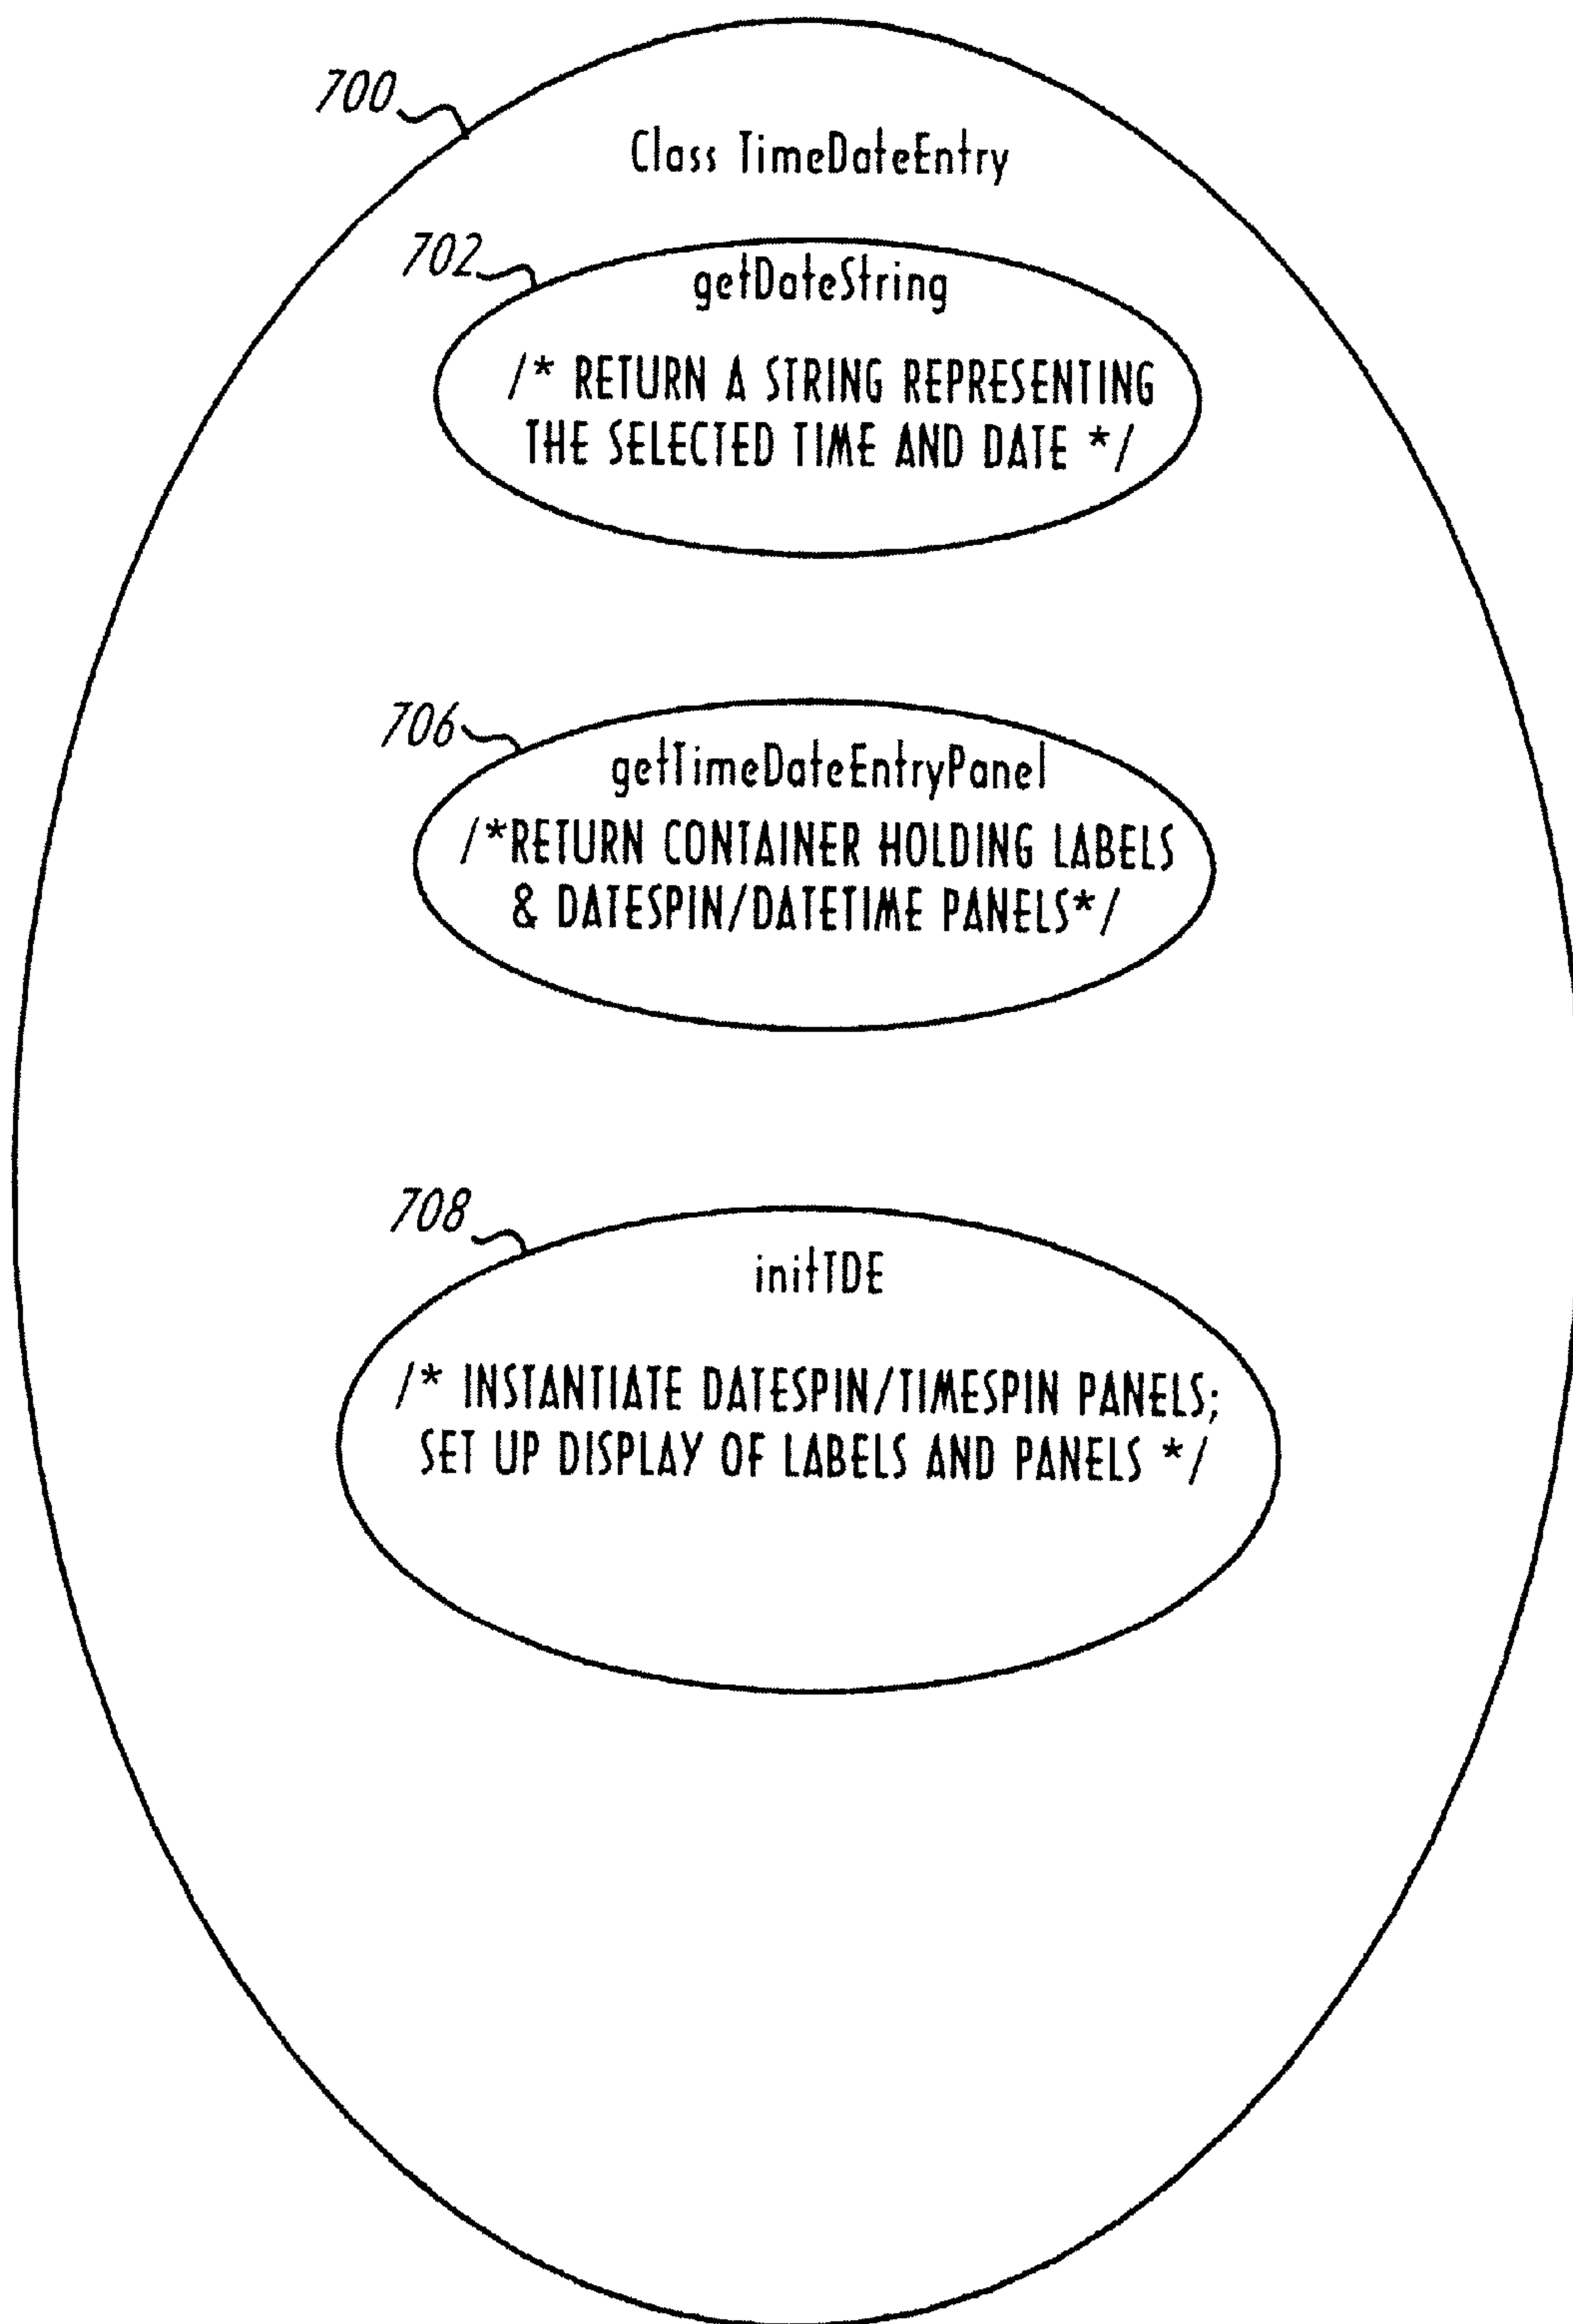 700
Class TimeDateEntry
702
getDateString
/* RETURN A STRING REPRESENTING
THE SELECTED TIME AND DATE */
706
getTimeDateEntryPanel
/*RETURN CONTAINER HOLDING LABELS
& DATESPIN/DATETIME PANELS*/
708
initTDE
/* INSTANTIATE DATESPIN/TIMESPIN PANELS;
SET UP DISPLAY OF LABELS AND PANELS */